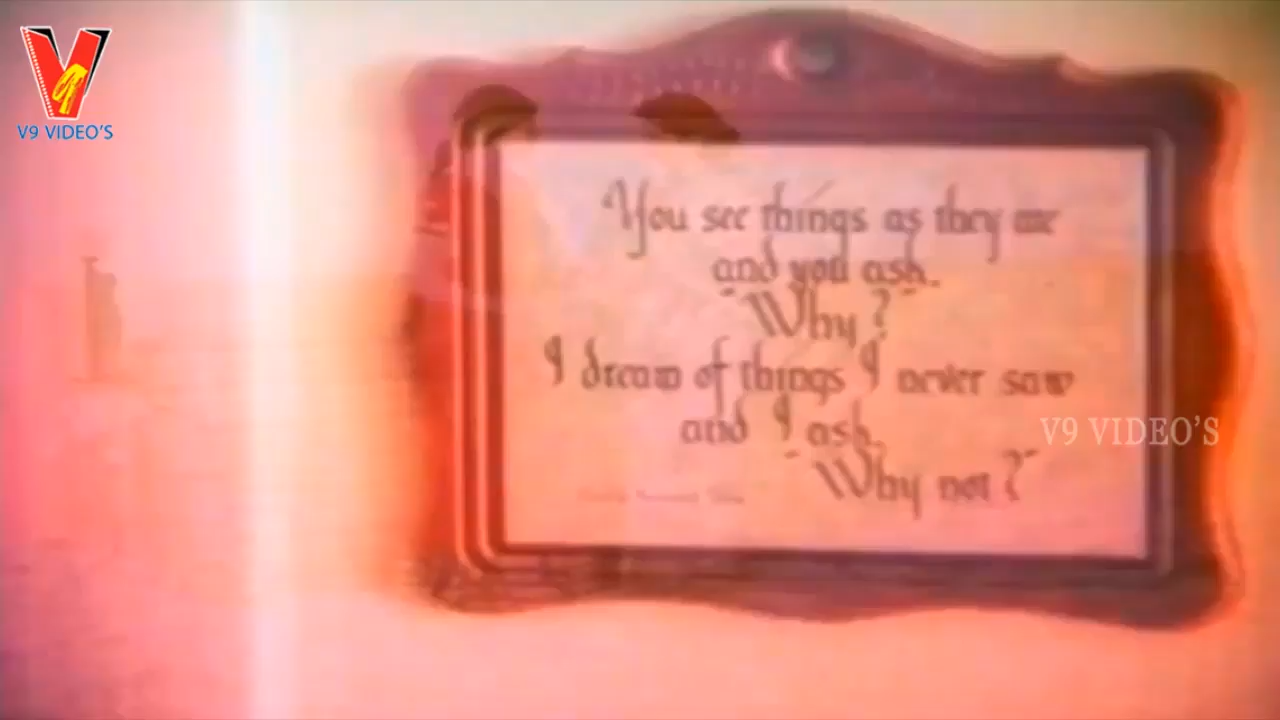 V9 VIDEO'S
You see things as they are
and you ask.
"Why?"
I dream of things I never saw
and I ask.
"Why not?"
V9 VIDEO'S